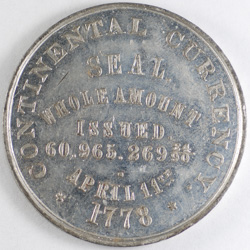 CONTINENTAL CURRENCY.
SEAL
WHOLE AMOUNT
ISSUED.
60.965.269
APRIL 11TH
* 1778 *